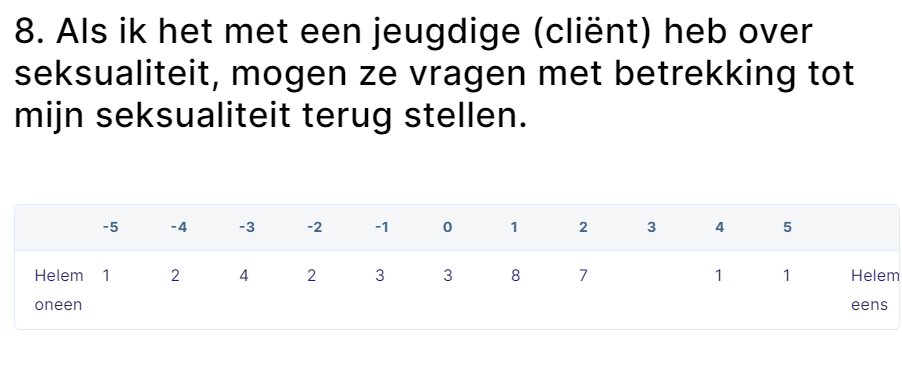 8. Als ik het met een jeugdige (cliënt) heb over
seksualiteit, mogen ze vragen met betrekking tot
mijn seksualiteit terug stellen.
-5 -4 -3 -2 -1 0 1 2 3 4 5
Helem 1 2 4 2 3 3 8 7 1 1 Helem
oneen eens